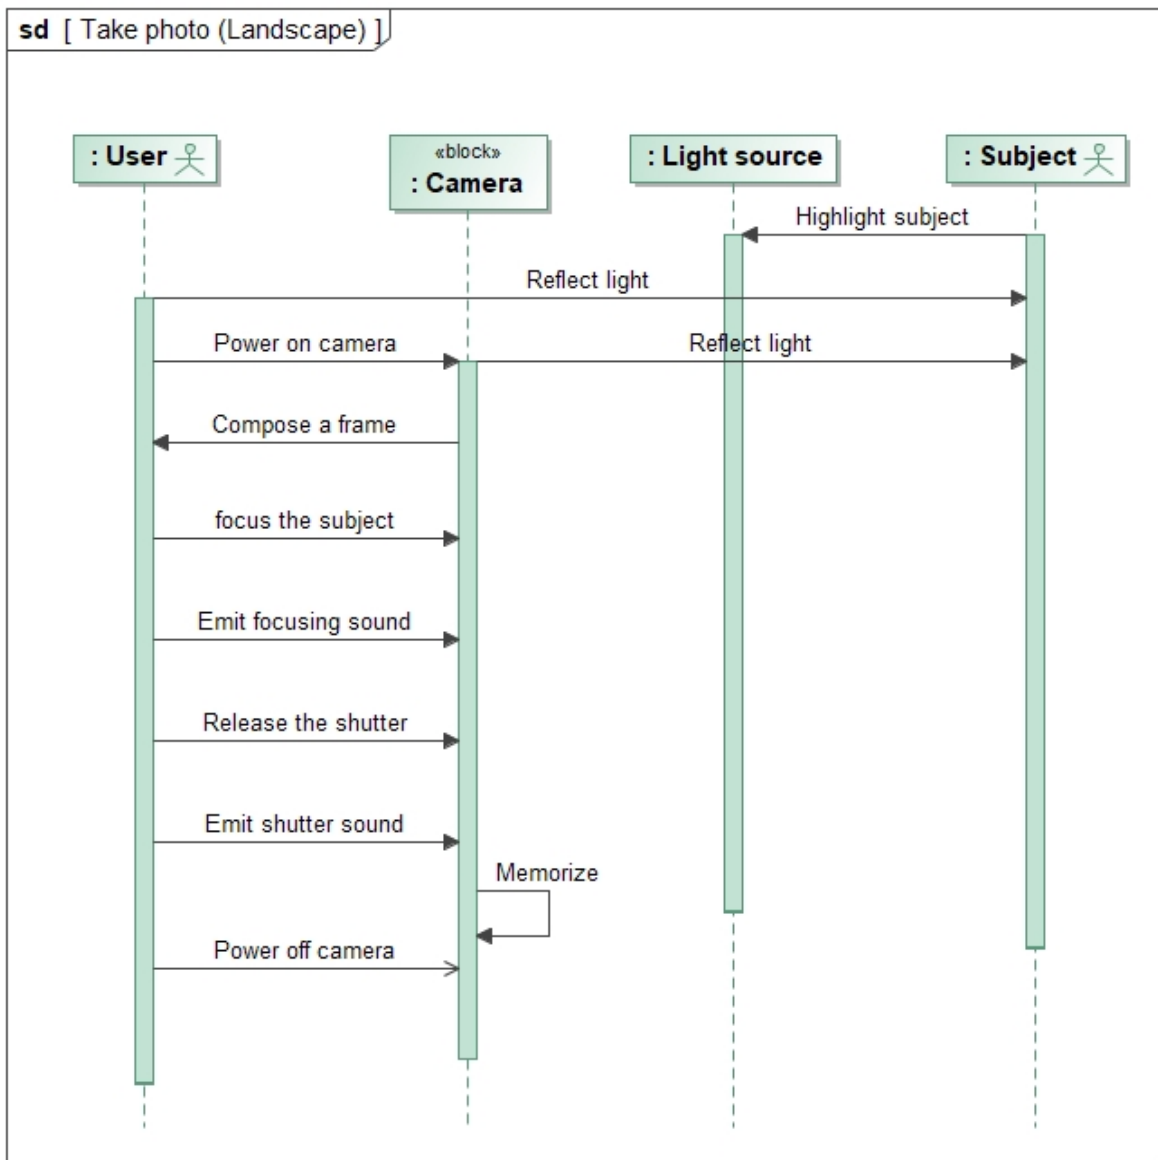 sd [ Take photo (Landscape) ]
: User
«block»
: Camera
: Light source
: Subject
Highlight subject
Reflect light
Power on camera
Reflect light
Compose a frame
focus the subject
Emit focusing sound
Release the shutter
Emit shutter sound
Memorize
Power off camera